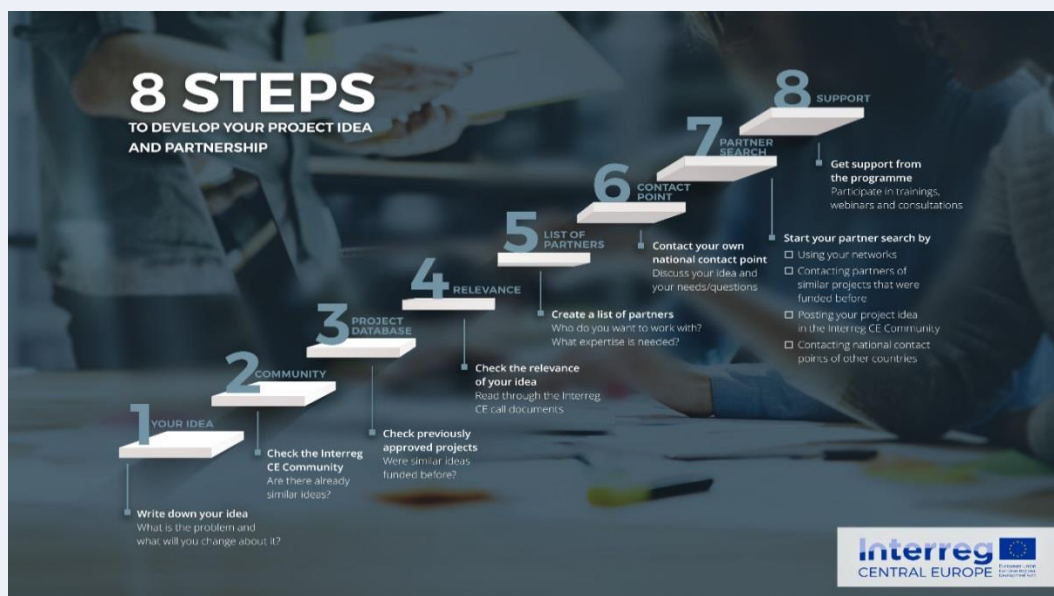 8 STEPS
TO DEVELOP YOUR PROJECT IDEA
AND PARTNERSHIP
1 YOUR IDEA
Write down your idea
What is the problem and
what will you change about it?
2 COMMUNITY
Check the Interreg
CE Community
Are there already
similar ideas?
3 PROJECT
DATABASE
Check previously
approved projects
Were similar ideas
funded before?
4 RELEVANCE
Check the relevance
of your idea
Read through the Interreg
CE call documents
5 LIST OF
PARTNERS
Create a list of partners
Who do you want to work with?
What expertise is needed?
6 CONTACT
POINT
Contact your own
national contact point
Discuss your idea and
your needs/questions
7 PARTNER
SEARCH
Start your partner search by
Using your networks
Contacting partners of
similar projects that were
funded before
Posting your project idea
in the Interreg CE Community
Contacting national contact
points of other countries
8 SUPPORT
Get support from
the programme
Participate in trainings,
webinars and consultations
Interreg
CENTRAL EUROPE